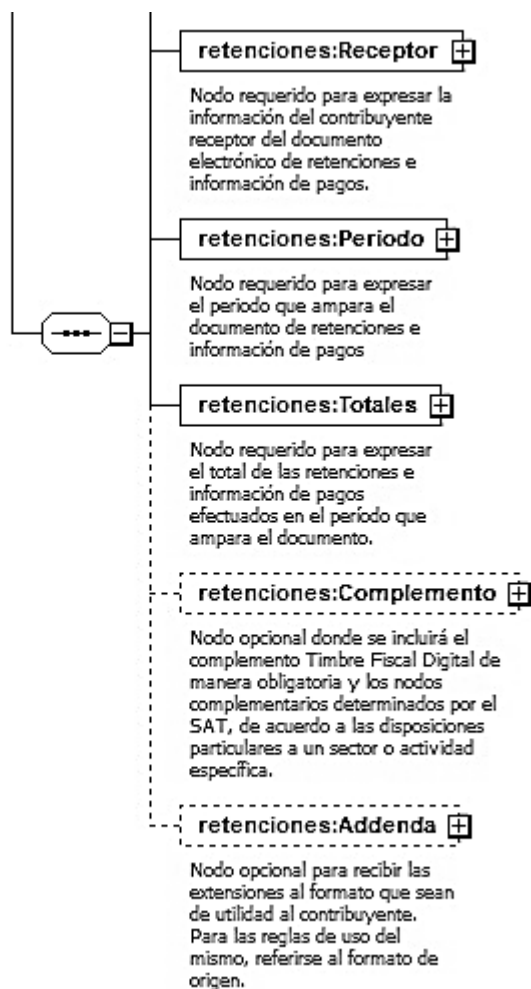 retenciones:Receptor
Nodo requerido para expresar la
información del contribuyente
receptor del documento
electrónico de retenciones e
información de pagos.
retenciones:Periodo
Nodo requerido para expresar
el periodo que ampara el
documento de retenciones e
información de pagos
retenciones:Totales
Nodo requerido para expresar
el total de las retenciones e
información de pagos
efectuados en el período que
ampara el documento.
retenciones:Complemento
Nodo opcional donde se incluirá el
complemento Timbre Fiscal Digital de
manera obligatoria y los nodos
complementarios determinados por el
SAT, de acuerdo a las disposiciones
particulares a un sector o actividad
específica.
retenciones:Addenda
Nodo opcional para recibir las
extensiones al formato que sean
de utilidad al contribuyente.
Para las reglas de uso del
mismo, referirse al formato de
origen.